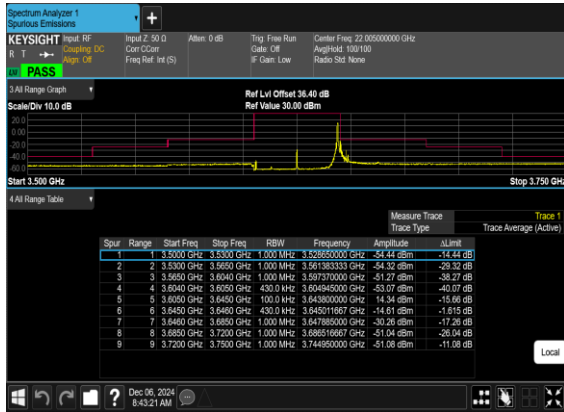 Spectrum Analyzer 1
Spurious Emissions
KEYSIGHT Input: RF Input Z: 50 Ω Atten: 0 dB Trig: Free Run Center Freq: 22.005000000 GHz
R T Coupling: DC Corr CCorr Gate: Off Avg|Hold: 100/100
Align: Off Freq Ref: Int (S) IF Gain: Low Radio Std: None
PASS
3 All Range Graph Ref Lvl Offset 36.40 dB
Scale/Div 10.0 dB Ref Value 30.00 dBm
20.0
0.00
-20.0
-40.0
-60.0
Start 3.500 GHz Stop 3.750 GHz
4 All Range Table
Measure Trace Trace 1
Trace Type Trace Average (Active)
Spur Range Start Freq Stop Freq RBW Frequency Amplitude ΔLimit
1 1 3.5000 GHz 3.5300 GHz 1.000 MHz 3.528650000 GHz -54.44 dBm -14.44 dB
2 2 3.5300 GHz 3.5650 GHz 1.000 MHz 3.561383333 GHz -54.32 dBm -29.32 dB
3 3 3.5650 GHz 3.6040 GHz 1.000 MHz 3.597370000 GHz -51.27 dBm -38.27 dB
4 4 3.6040 GHz 3.6050 GHz 430.0 kHz 3.604945000 GHz -53.07 dBm -40.07 dB
5 5 3.6050 GHz 3.6450 GHz 100.0 kHz 3.643800000 GHz 14.34 dBm -15.66 dB
6 6 3.6450 GHz 3.6460 GHz 430.0 kHz 3.645011667 GHz -14.61 dBm -1.615 dB
7 7 3.6460 GHz 3.6850 GHz 1.000 MHz 3.647885000 GHz -30.26 dBm -17.26 dB
8 8 3.6850 GHz 3.7200 GHz 1.000 MHz 3.686516667 GHz -51.04 dBm -26.04 dB
9 9 3.7200 GHz 3.7500 GHz 1.000 MHz 3.744950000 GHz -51.08 dBm -11.08 dB
Local
? Dec 06, 2024
8:43:21 AM